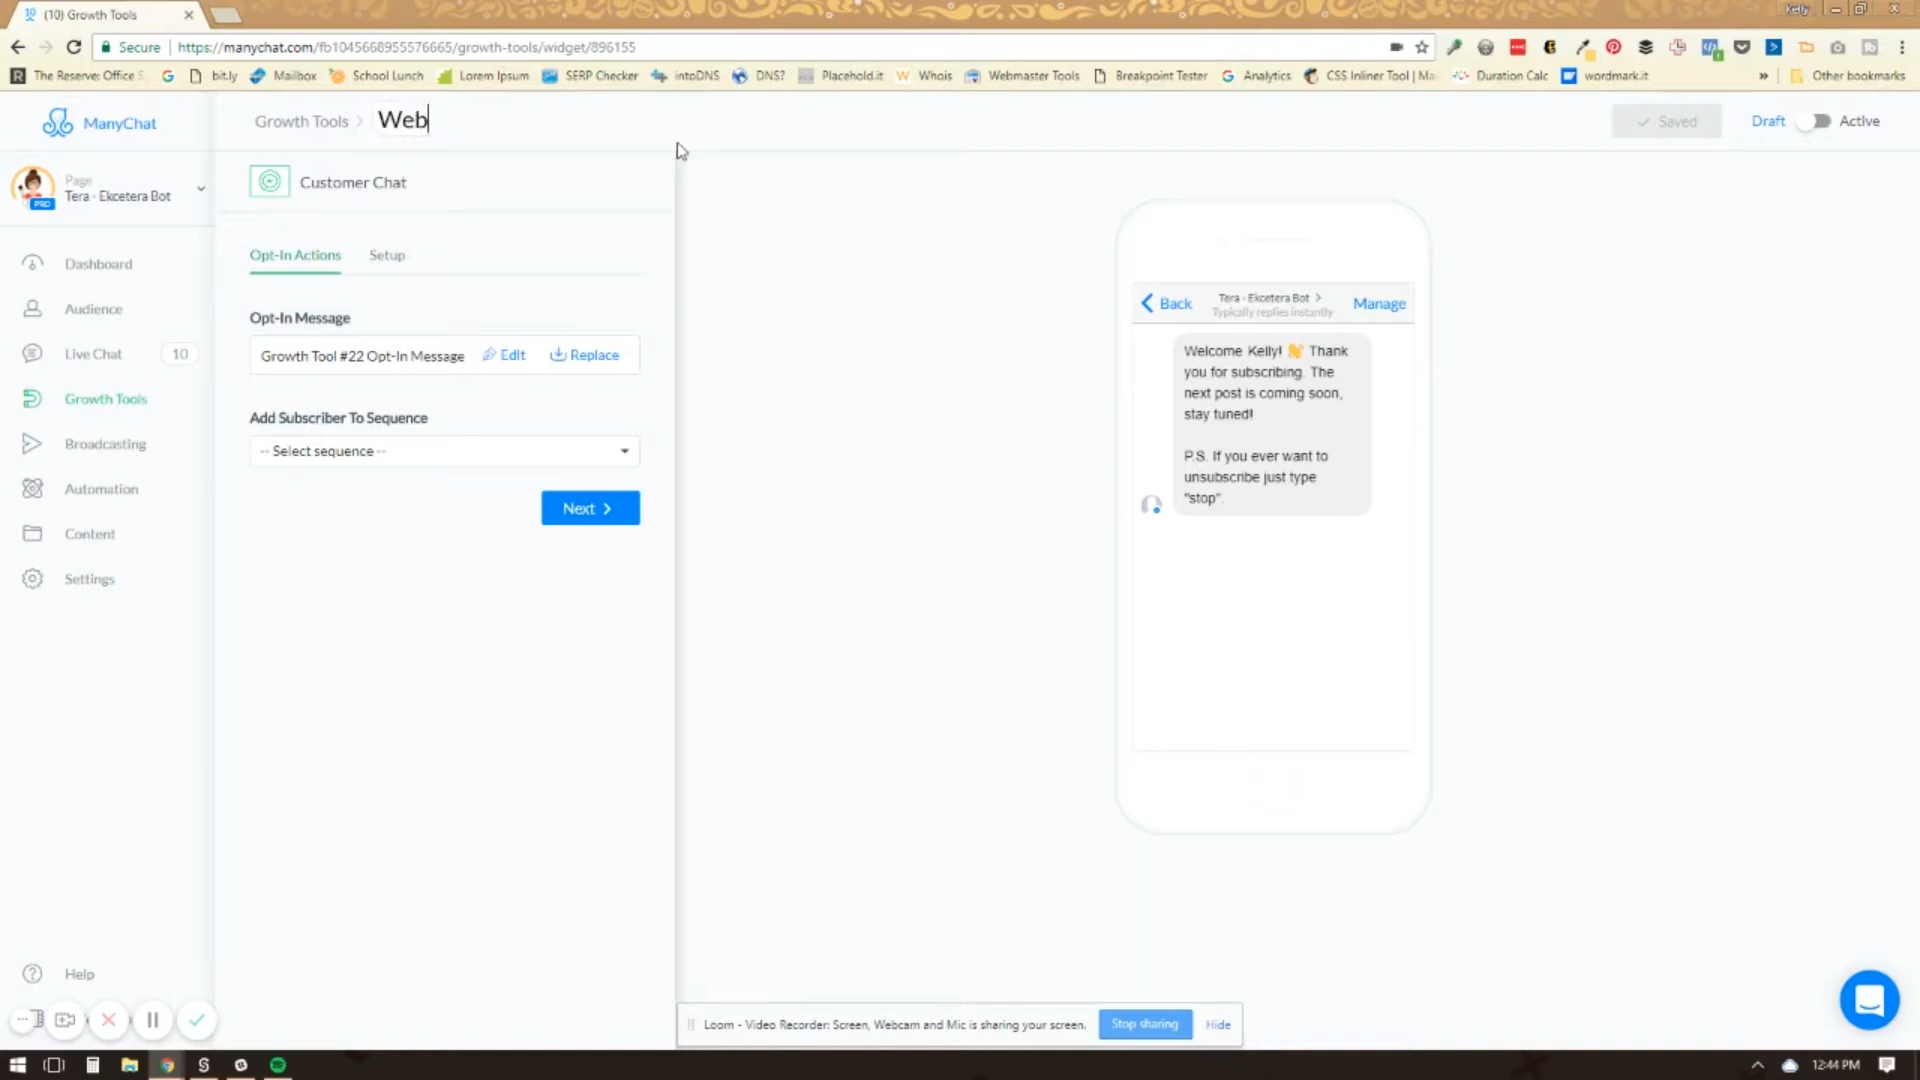 (10) Growth Tools
Kelly
Secure
https://manychat.com/fb1045668955576665/growth-tools/widget/896155
The Reserve: Office S
bit.ly
Mailbox
School Lunch
Lorem Ipsum
SERP Checker
intoDNS
DNS?
Placehold.it
Whois
Webmaster Tools
Breakpoint Tester
Analytics
CSS Inliner Tool | Ma
Duration Calc
wordmark.it
»
Other bookmarks
ManyChat
Growth Tools > Web
Saved
Draft
Active
Page
Tera - Ekcetera Bot
PRO
Customer Chat
Dashboard
Audience
Live Chat
10
Growth Tools
Broadcasting
Automation
Content
Settings
Help
Opt-In Actions
Setup
Opt-In Message
Growth Tool #22 Opt-In Message
Edit
Replace
Add Subscriber To Sequence
-- Select sequence --
Next
Back
Tera - Ekcetera Bot >
Typically replies instantly
Manage
Welcome Kelly! 👋 Thank
you for subscribing. The
next post is coming soon,
stay tuned!
P.S. If you ever want to
unsubscribe just type
"stop".
Loom - Video Recorder: Screen, Webcam and Mic is sharing your screen.
Stop sharing
Hide
12:44 PM